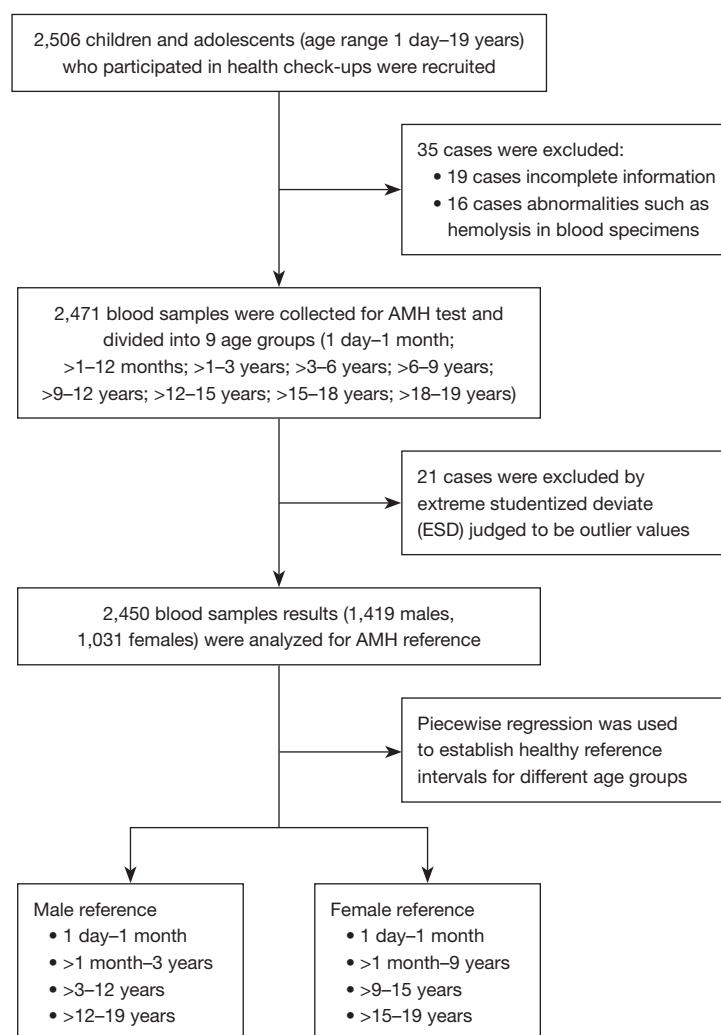 2,506 children and adolescents (age range 1 day–19 years)
who participated in health check-ups were recruited
35 cases were excluded:
• 19 cases incomplete information
• 16 cases abnormalities such as
hemolysis in blood specimens
2,471 blood samples were collected for AMH test and
divided into 9 age groups (1 day–1 month;
>1–12 months; >1–3 years; >3–6 years; >6–9 years;
>9–12 years; >12–15 years; >15–18 years; >18–19 years)
21 cases were excluded by
extreme studentized deviate
(ESD) judged to be outlier values
2,450 blood samples results (1,419 males,
1,031 females) were analyzed for AMH reference
Piecewise regression was used
to establish healthy reference
intervals for different age groups
Male reference
• 1 day–1 month
• >1 month–3 years
• >3–12 years
• >12–19 years
Female reference
• 1 day–1 month
• >1 month–9 years
• >9–15 years
• >15–19 years